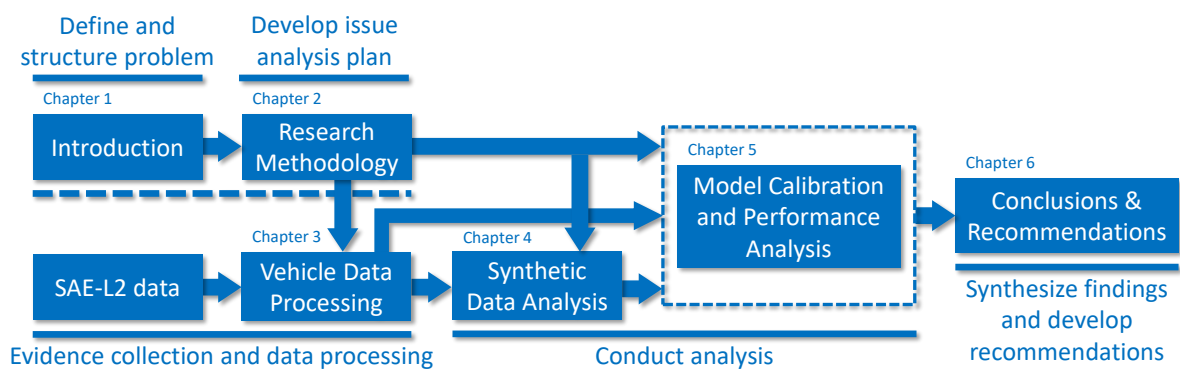 Define and
structure problem
Develop issue
analysis plan
Chapter 1
Introduction
Chapter 2
Research
Methodology
Chapter 3
Vehicle Data
Processing
SAE-L2 data
Evidence collection and data processing
Chapter 4
Synthetic
Data Analysis
Chapter 5
Model Calibration
and Performance
Analysis
Conduct analysis
Chapter 6
Conclusions &
Recommendations
Synthesize findings
and develop
recommendations